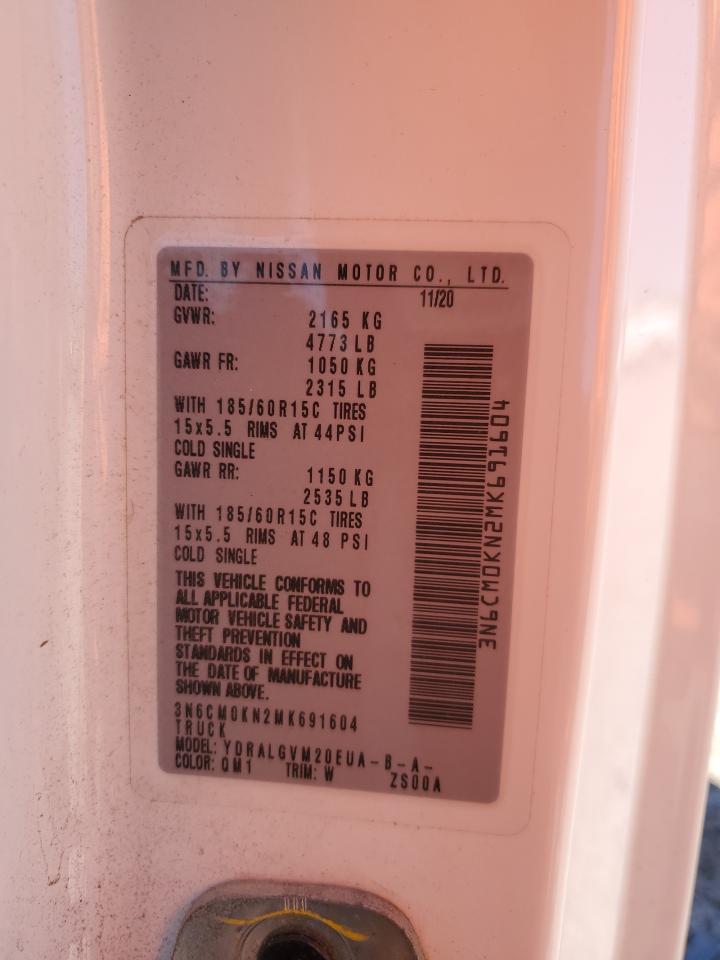 MFD. BY NISSAN MOTOR CO., LTD.
DATE: 11/20
GVWR: 2165 KG
4773 LB
GAWR FR: 1050 KG
2315 LB
WITH 185/60R15C TIRES
15x5.5 RIMS AT 44PSI
COLD SINGLE
GAWR RR: 1150 KG
2535 LB
WITH 185/60R15C TIRES
15x5.5 RIMS AT 48 PSI
COLD SINGLE
THIS VEHICLE CONFORMS TO
ALL APPLICABLE FEDERAL
MOTOR VEHICLE SAFETY AND
THEFT PREVENTION
STANDARDS IN EFFECT ON
THE DATE OF MANUFACTURE
SHOWN ABOVE.
3N6CM0KN2MK691604
TRUCK
MODEL: YDRALGVM20EUA-B-A-
COLOR: QM1 TRIM: W ZS00A
3N6CM0KN2MK691604